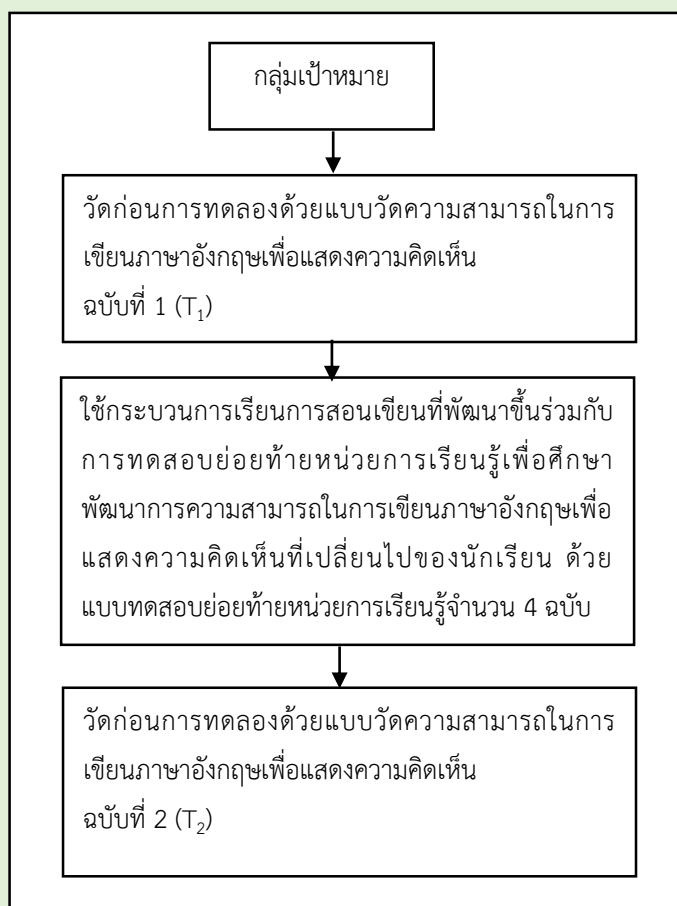 กลุ่มเป้าหมาย
วัดก่อนการทดลองด้วยแบบวัดความสามารถในการ
เขียนภาษาอังกฤษเพื่อแสดงความคิดเห็น
ฉบับที่ 1 (T₁)
ใช้กระบวนการเรียนการสอนเขียนที่พัฒนาขึ้นร่วมกับ
การทดสอบย่อยท้ายหน่วยการเรียนรู้เพื่อศึกษา
พัฒนาการความสามารถในการเขียนภาษาอังกฤษเพื่อ
แสดงความคิดเห็นที่เปลี่ยนไปของนักเรียน ด้วย
แบบทดสอบย่อยท้ายหน่วยการเรียนรู้จำนวน 4 ฉบับ
วัดก่อนการทดลองด้วยแบบวัดความสามารถในการ
เขียนภาษาอังกฤษเพื่อแสดงความคิดเห็น
ฉบับที่ 2 (T₂)